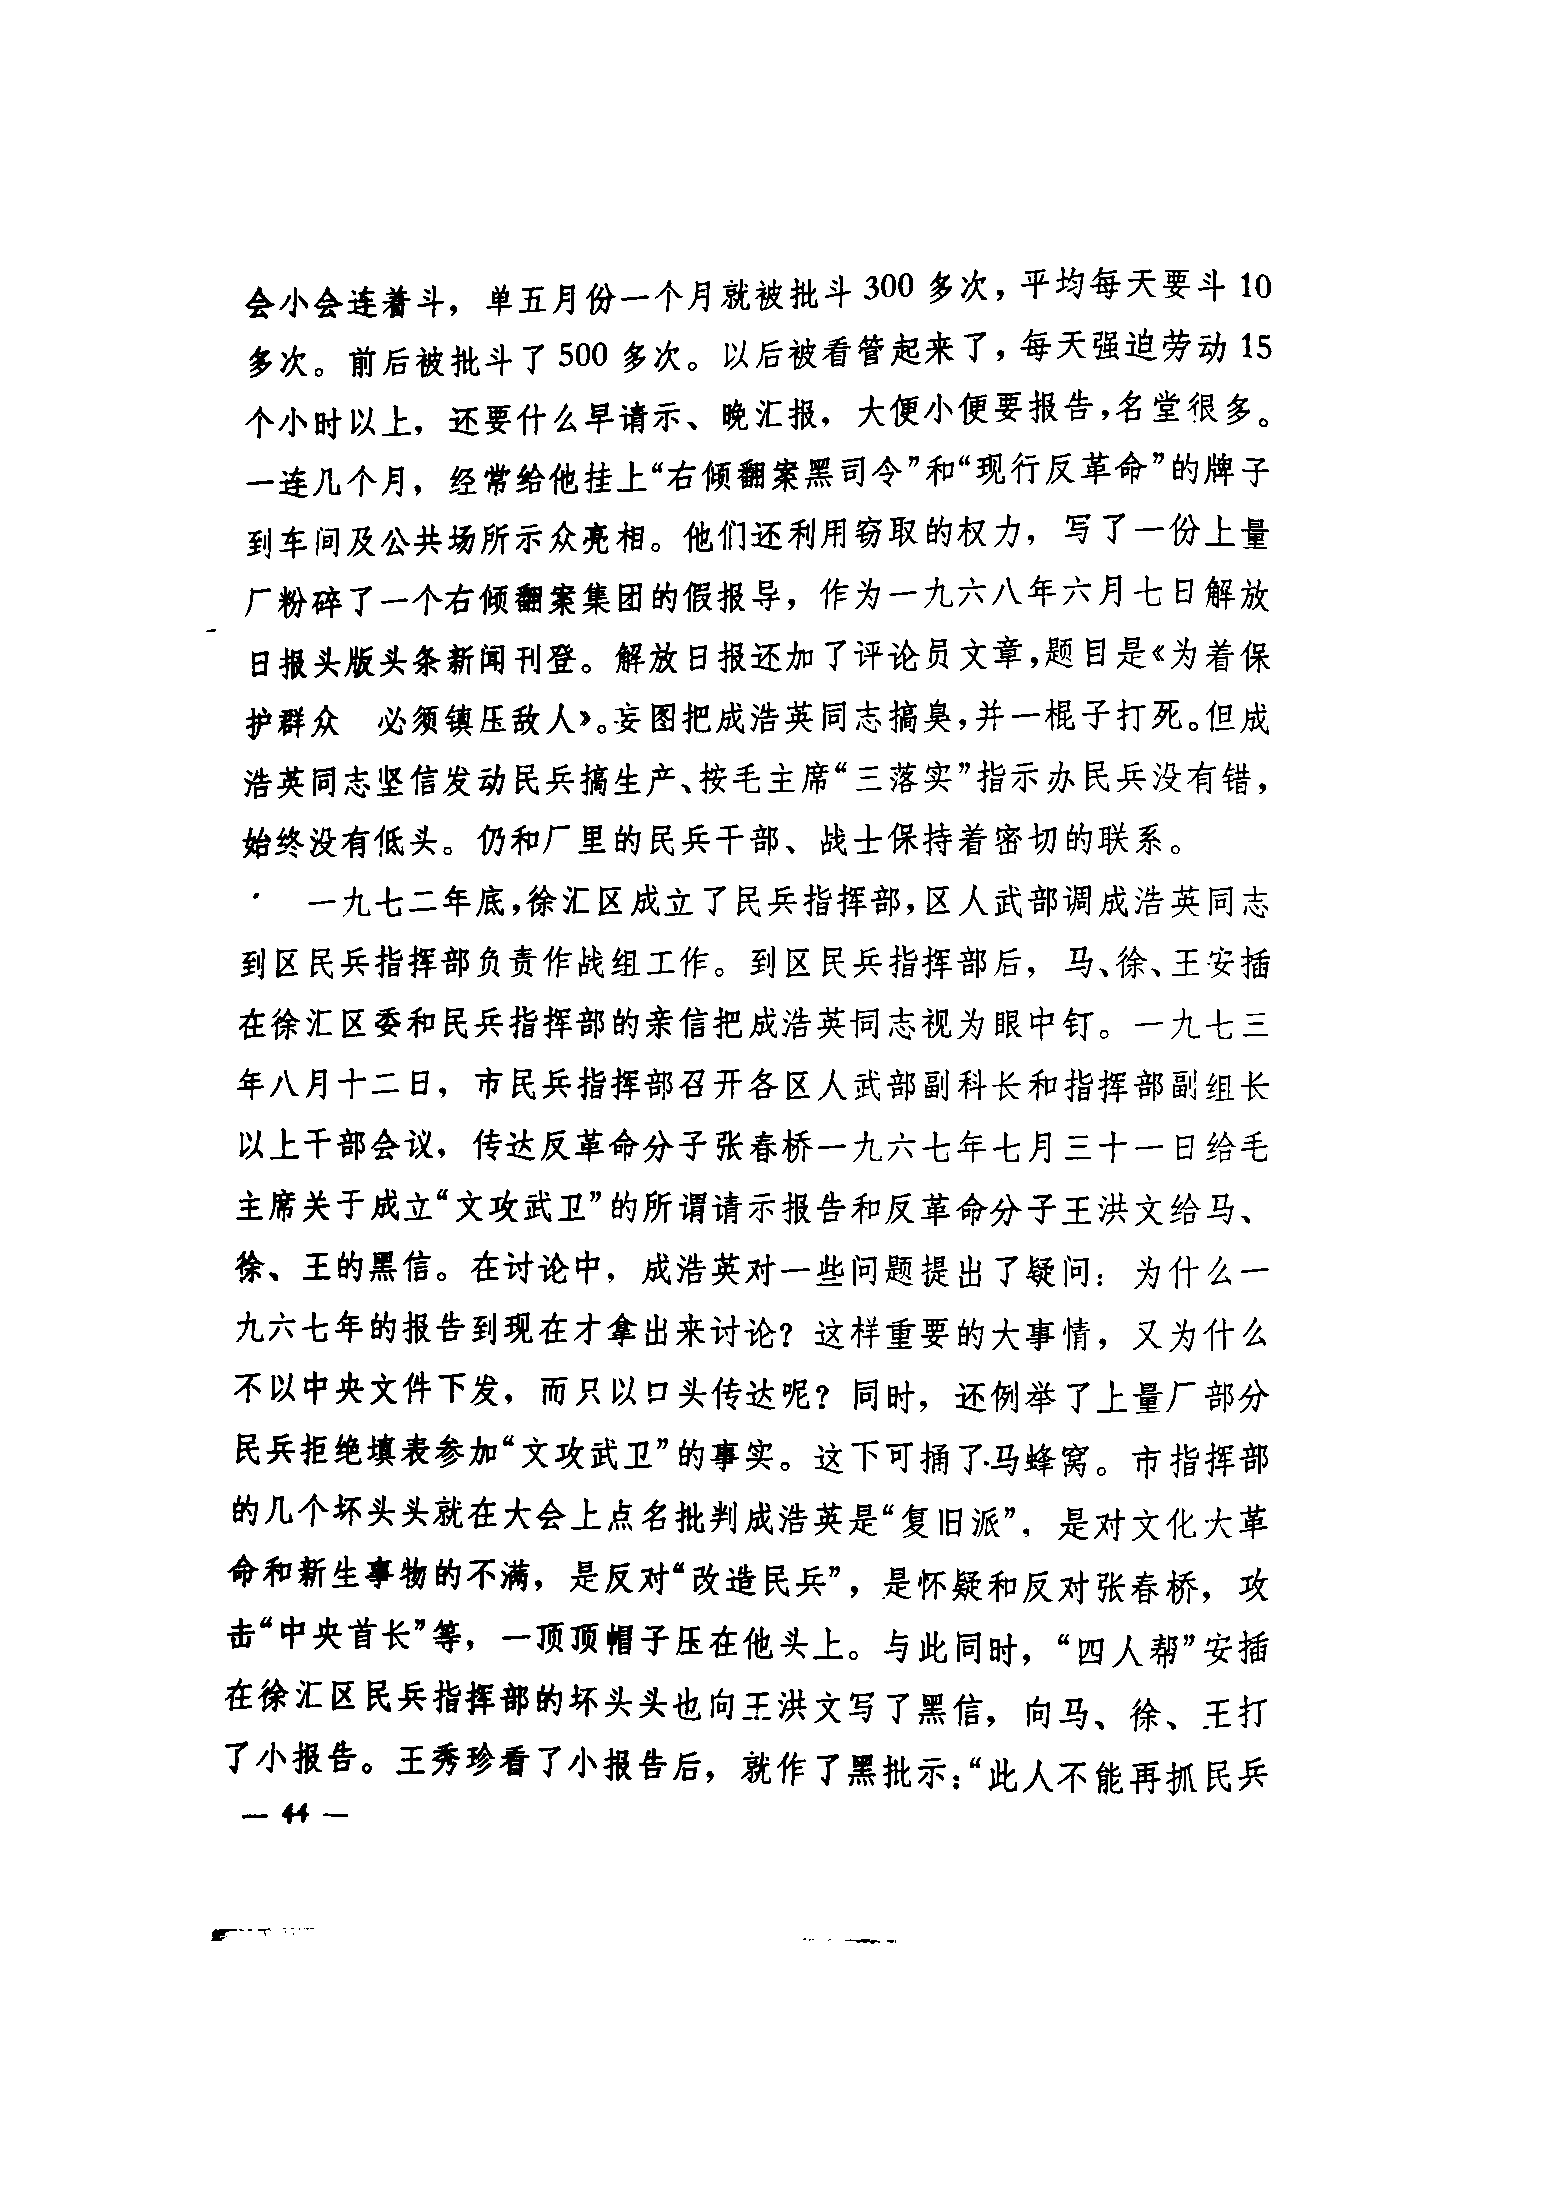 会小会连着斗，单五月份一个月就被批斗300多次，平均每天要斗10
多次。前后被批斗了500多次。以后被看管起来了，每天强迫劳动15
个小时以上，还要什么早请示、晚汇报，大便小便要报告，名堂很多。
一连几个月，经常给他挂上“右倾翻案黑司令”和“现行反革命”的牌子
到车间及公共场所示众亮相。他们还利用窃取的权力，写了一份上量
厂粉碎了一个右倾翻案集团的假报导，作为一九六八年六月七日解放
日报头版头条新闻刊登。解放日报还加了评论员文章，题目是《为着保
护群众　必须镇压敌人》。妄图把成浩英同志搞臭，并一棍子打死。但成
浩英同志坚信发动民兵搞生产、按毛主席“三落实”指示办民兵没有错，
始终没有低头。仍和厂里的民兵干部、战士保持着密切的联系。
一九七二年底，徐汇区成立了民兵指挥部，区人武部调成浩英同志
到区民兵指挥部负责作战组工作。到区民兵指挥部后，马、徐、王安插
在徐汇区委和民兵指挥部的亲信把成浩英同志视为眼中钉。一九七三
年八月十二日，市民兵指挥部召开各区人武部副科长和指挥部副组长
以上干部会议，传达反革命分子张春桥一九六七年七月三十一日给毛
主席关于成立“文攻武卫”的所谓请示报告和反革命分子王洪文给马、
徐、王的黑信。在讨论中，成浩英对一些问题提出了疑问：为什么一
九六七年的报告到现在才拿出来讨论？这样重要的大事情，又为什么
不以中央文件下发，而只以口头传达呢？同时，还例举了上量厂部分
民兵拒绝填表参加“文攻武卫”的事实。这下可捅了马蜂窝。市指挥部
的几个坏头头就在大会上点名批判成浩英是“复旧派”，是对文化大革
命和新生事物的不满，是反对“改造民兵”，是怀疑和反对张春桥，攻
击“中央首长”等，一顶顶帽子压在他头上。与此同时，“四人帮”安插
在徐汇区民兵指挥部的坏头头也向王洪文写了黑信，向马、徐、王打
了小报告。王秀珍看了小报告后，就作了黑批示：“此人不能再抓民兵
— 44 —